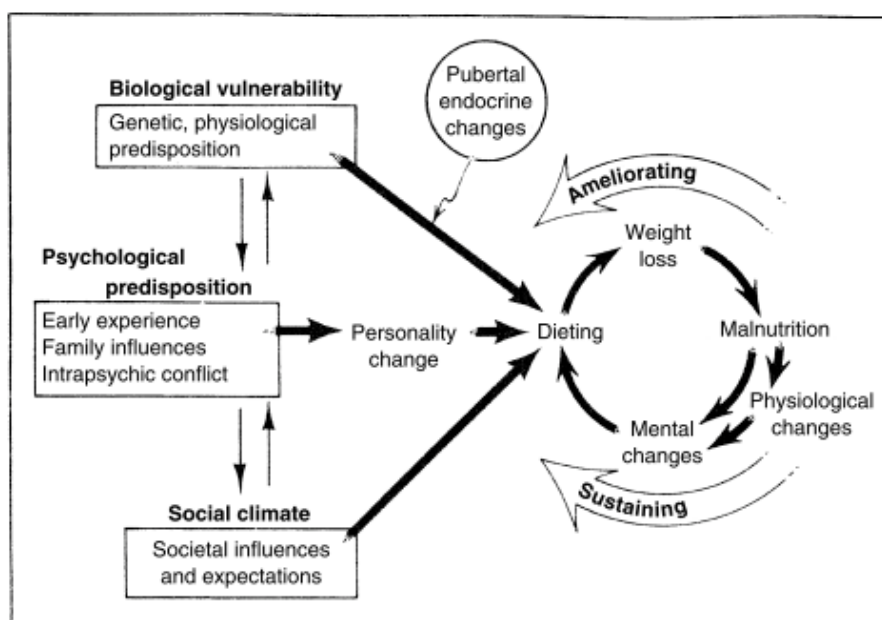 Biological vulnerability
Genetic, physiological
predisposition
Pubertal
endocrine
changes
Psychological
predisposition
Early experience
Family influences
Intrapsychic conflict
Personality
change
Social climate
Societal influences
and expectations
Dieting
Ameliorating
Weight
loss
Malnutrition
Physiological
changes
Mental
changes
Sustaining